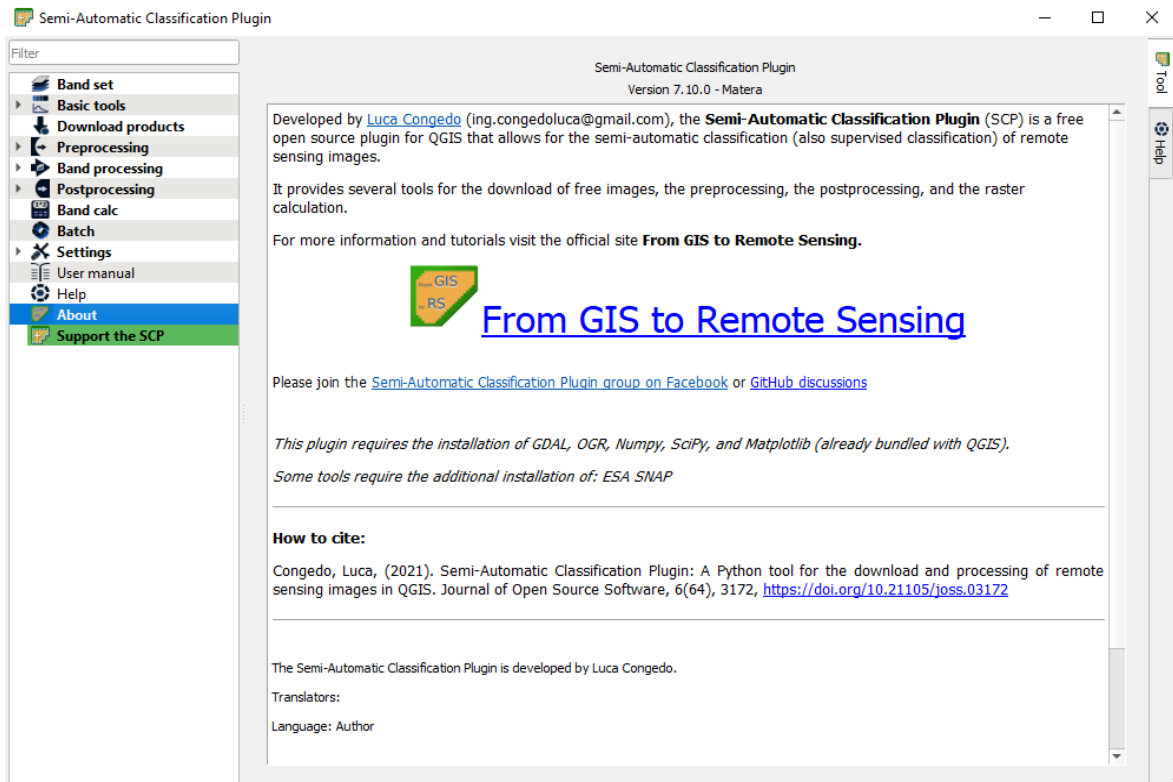 Semi-Automatic Classification Plugin
Filter
Band set
Basic tools
Download products
Preprocessing
Band processing
Postprocessing
Band calc
Batch
Settings
User manual
Help
About
Support the SCP
Semi-Automatic Classification Plugin
Version 7.10.0 - Matera
Developed by Luca Congedo (ing.congedoluca@gmail.com), the Semi-Automatic Classification Plugin (SCP) is a free
open source plugin for QGIS that allows for the semi-automatic classification (also supervised classification) of remote
sensing images.
It provides several tools for the download of free images, the preprocessing, the postprocessing, and the raster
calculation.
For more information and tutorials visit the official site From GIS to Remote Sensing.
from GIS
to RS
From GIS to Remote Sensing
Please join the Semi-Automatic Classification Plugin group on Facebook or GitHub discussions
This plugin requires the installation of GDAL, OGR, Numpy, SciPy, and Matplotlib (already bundled with QGIS).
Some tools require the additional installation of: ESA SNAP
How to cite:
Congedo, Luca, (2021). Semi-Automatic Classification Plugin: A Python tool for the download and processing of remote
sensing images in QGIS. Journal of Open Source Software, 6(64), 3172, https://doi.org/10.21105/joss.03172
The Semi-Automatic Classification Plugin is developed by Luca Congedo.
Translators:
Language: Author
Tool
Help